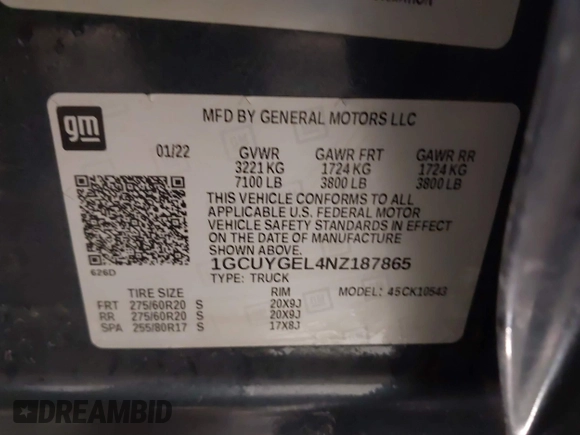 gm
MFD BY GENERAL MOTORS LLC
01/22 GVWR GAWR FRT GAWR RR
3221 KG 1724 KG 1724 KG
7100 LB 3800 LB 3800 LB
THIS VEHICLE CONFORMS TO ALL
APPLICABLE U.S. FEDERAL MOTOR
VEHICLE SAFETY STANDARDS IN EFFECT
ON THE DATE OF MANUFACTURE
SHOWN ABOVE.
626D
1GCUYGEL4NZ187865
TYPE: TRUCK
MODEL: 45CK10543
TIRE SIZE RIM
FRT 275/60R20 S 20X9J
RR 275/60R20 S 20X9J
SPA 255/80R17 S 17X8J
DREAMBID